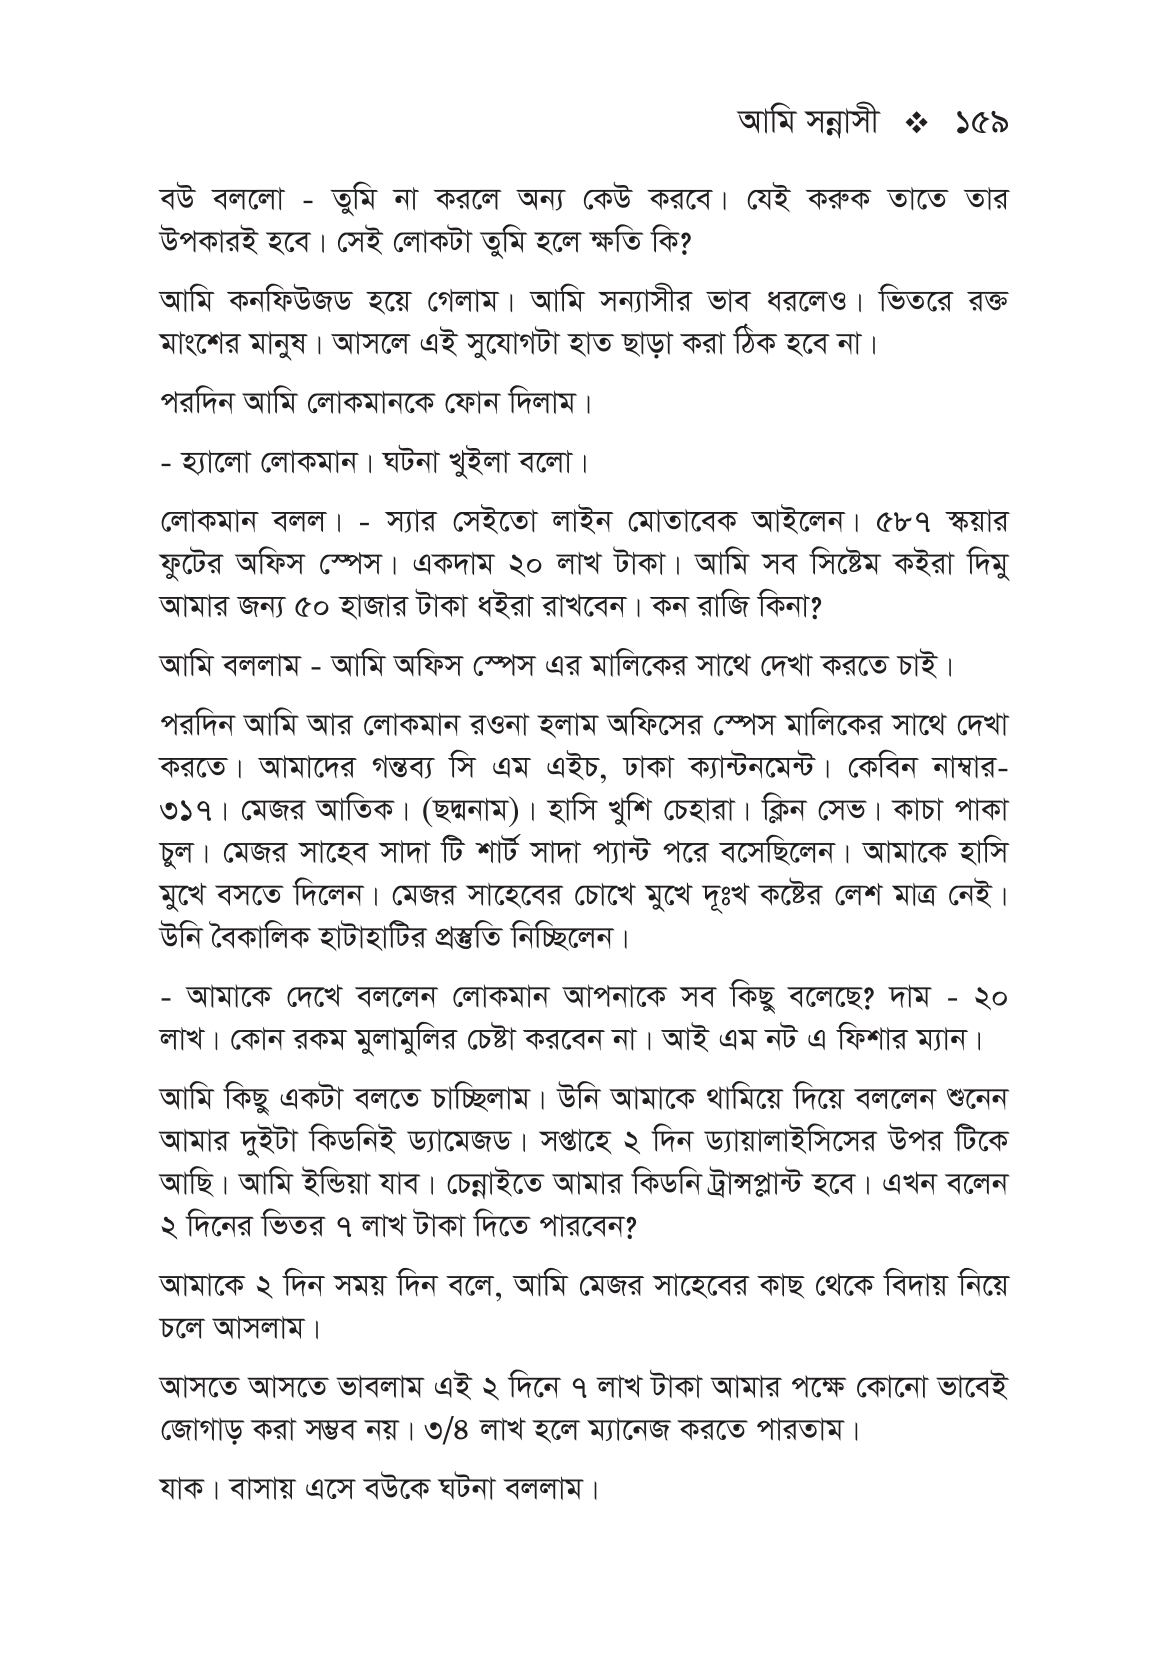 আমি সন্নাসী ❖ ১৫৯
বউ বললো - তুমি না করলে অন্য কেউ করবে। যেই করুক তাতে তার
উপকারই হবে। সেই লোকটা তুমি হলে ক্ষতি কি?
আমি কনফিউজড হয়ে গেলাম। আমি সন্যাসীর ভাব ধরলেও। ভিতরে রক্ত
মাংশের মানুষ। আসলে এই সুযোগটা হাত ছাড়া করা ঠিক হবে না।
পরদিন আমি লোকমানকে ফোন দিলাম।
- হ্যালো লোকমান। ঘটনা খুইলা বলো।
লোকমান বলল। - স্যার সেইতো লাইন মোতাবেক আইলেন। ৫৮৭ স্কয়ার
ফুটের অফিস স্পেস। একদাম ২০ লাখ টাকা। আমি সব সিষ্টেম কইরা দিমু
আমার জন্য ৫০ হাজার টাকা ধইরা রাখবেন। কন রাজি কিনা?
আমি বললাম - আমি অফিস স্পেস এর মালিকের সাথে দেখা করতে চাই।
পরদিন আমি আর লোকমান রওনা হলাম অফিসের স্পেস মালিকের সাথে দেখা
করতে। আমাদের গন্তব্য সি এম এইচ, ঢাকা ক্যান্টনমেন্ট। কেবিন নাম্বার-
৩১৭। মেজর আতিক। (ছদ্মনাম)। হাসি খুশি চেহারা। ক্লিন সেভ। কাচা পাকা
চুল। মেজর সাহেব সাদা টি শার্ট সাদা প্যান্ট পরে বসেছিলেন। আমাকে হাসি
মুখে বসতে দিলেন। মেজর সাহেবের চোখে মুখে দূঃখ কষ্টের লেশ মাত্র নেই।
উনি বৈকালিক হাটাহাটির প্রস্তুতি নিচ্ছিলেন।
- আমাকে দেখে বললেন লোকমান আপনাকে সব কিছু বলেছে? দাম - ২০
লাখ। কোন রকম মুলামুলির চেষ্টা করবেন না। আই এম নট এ ফিশার ম্যান।
আমি কিছু একটা বলতে চাচ্ছিলাম। উনি আমাকে থামিয়ে দিয়ে বললেন শুনেন
আমার দুইটা কিডনিই ড্যামেজড। সপ্তাহে ২ দিন ড্যায়ালাইসিসের উপর টিকে
আছি। আমি ইন্ডিয়া যাব। চেন্নাইতে আমার কিডনি ট্রান্সপ্লান্ট হবে। এখন বলেন
২ দিনের ভিতর ৭ লাখ টাকা দিতে পারবেন?
আমাকে ২ দিন সময় দিন বলে, আমি মেজর সাহেবের কাছ থেকে বিদায় নিয়ে
চলে আসলাম।
আসতে আসতে ভাবলাম এই ২ দিনে ৭ লাখ টাকা আমার পক্ষে কোনো ভাবেই
জোগাড় করা সম্ভব নয়। ৩/৪ লাখ হলে ম্যানেজ করতে পারতাম।
যাক। বাসায় এসে বউকে ঘটনা বললাম।